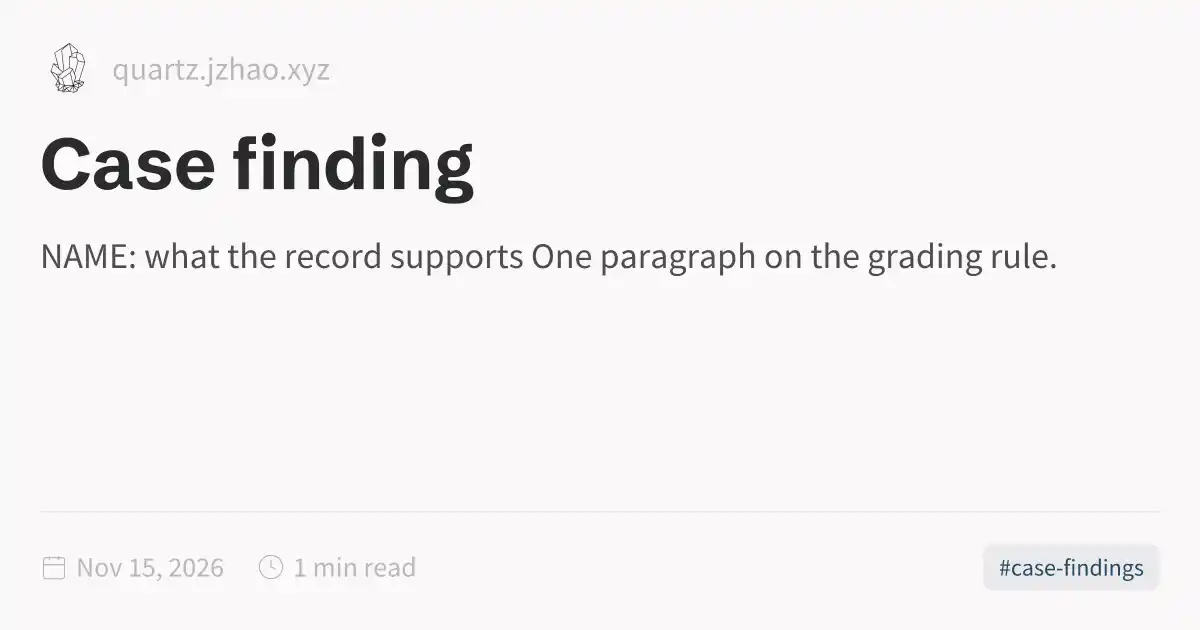 quartz.jzhao.xyz
Case finding
NAME: what the record supports One paragraph on the grading rule.
Nov 15, 2026
1 min read
#case-findings